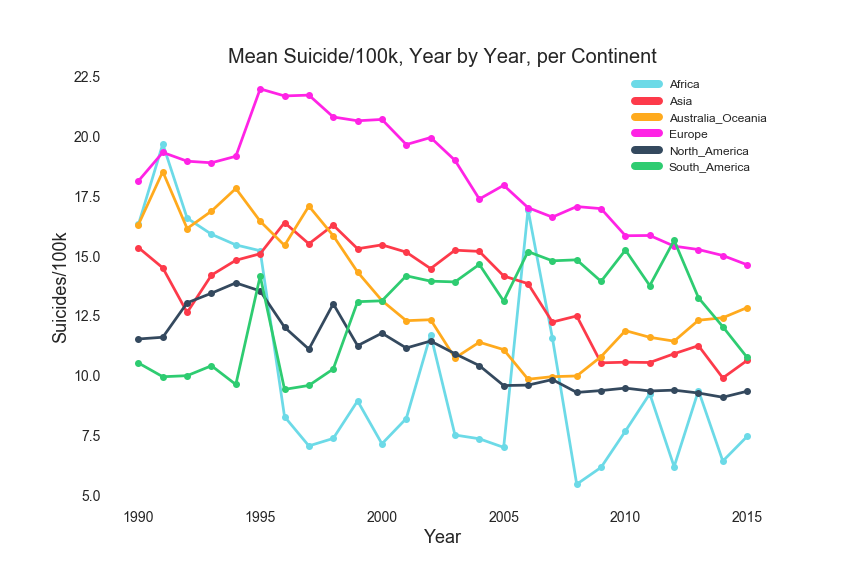 Mean Suicide/100k, Year by Year, per Continent
Africa
Asia
Australia_Oceania
Europe
North_America
South_America
Suicides/100k
22.5
20.0
17.5
15.0
12.5
10.0
7.5
5.0
1990 1995 2000 2005 2010 2015
Year